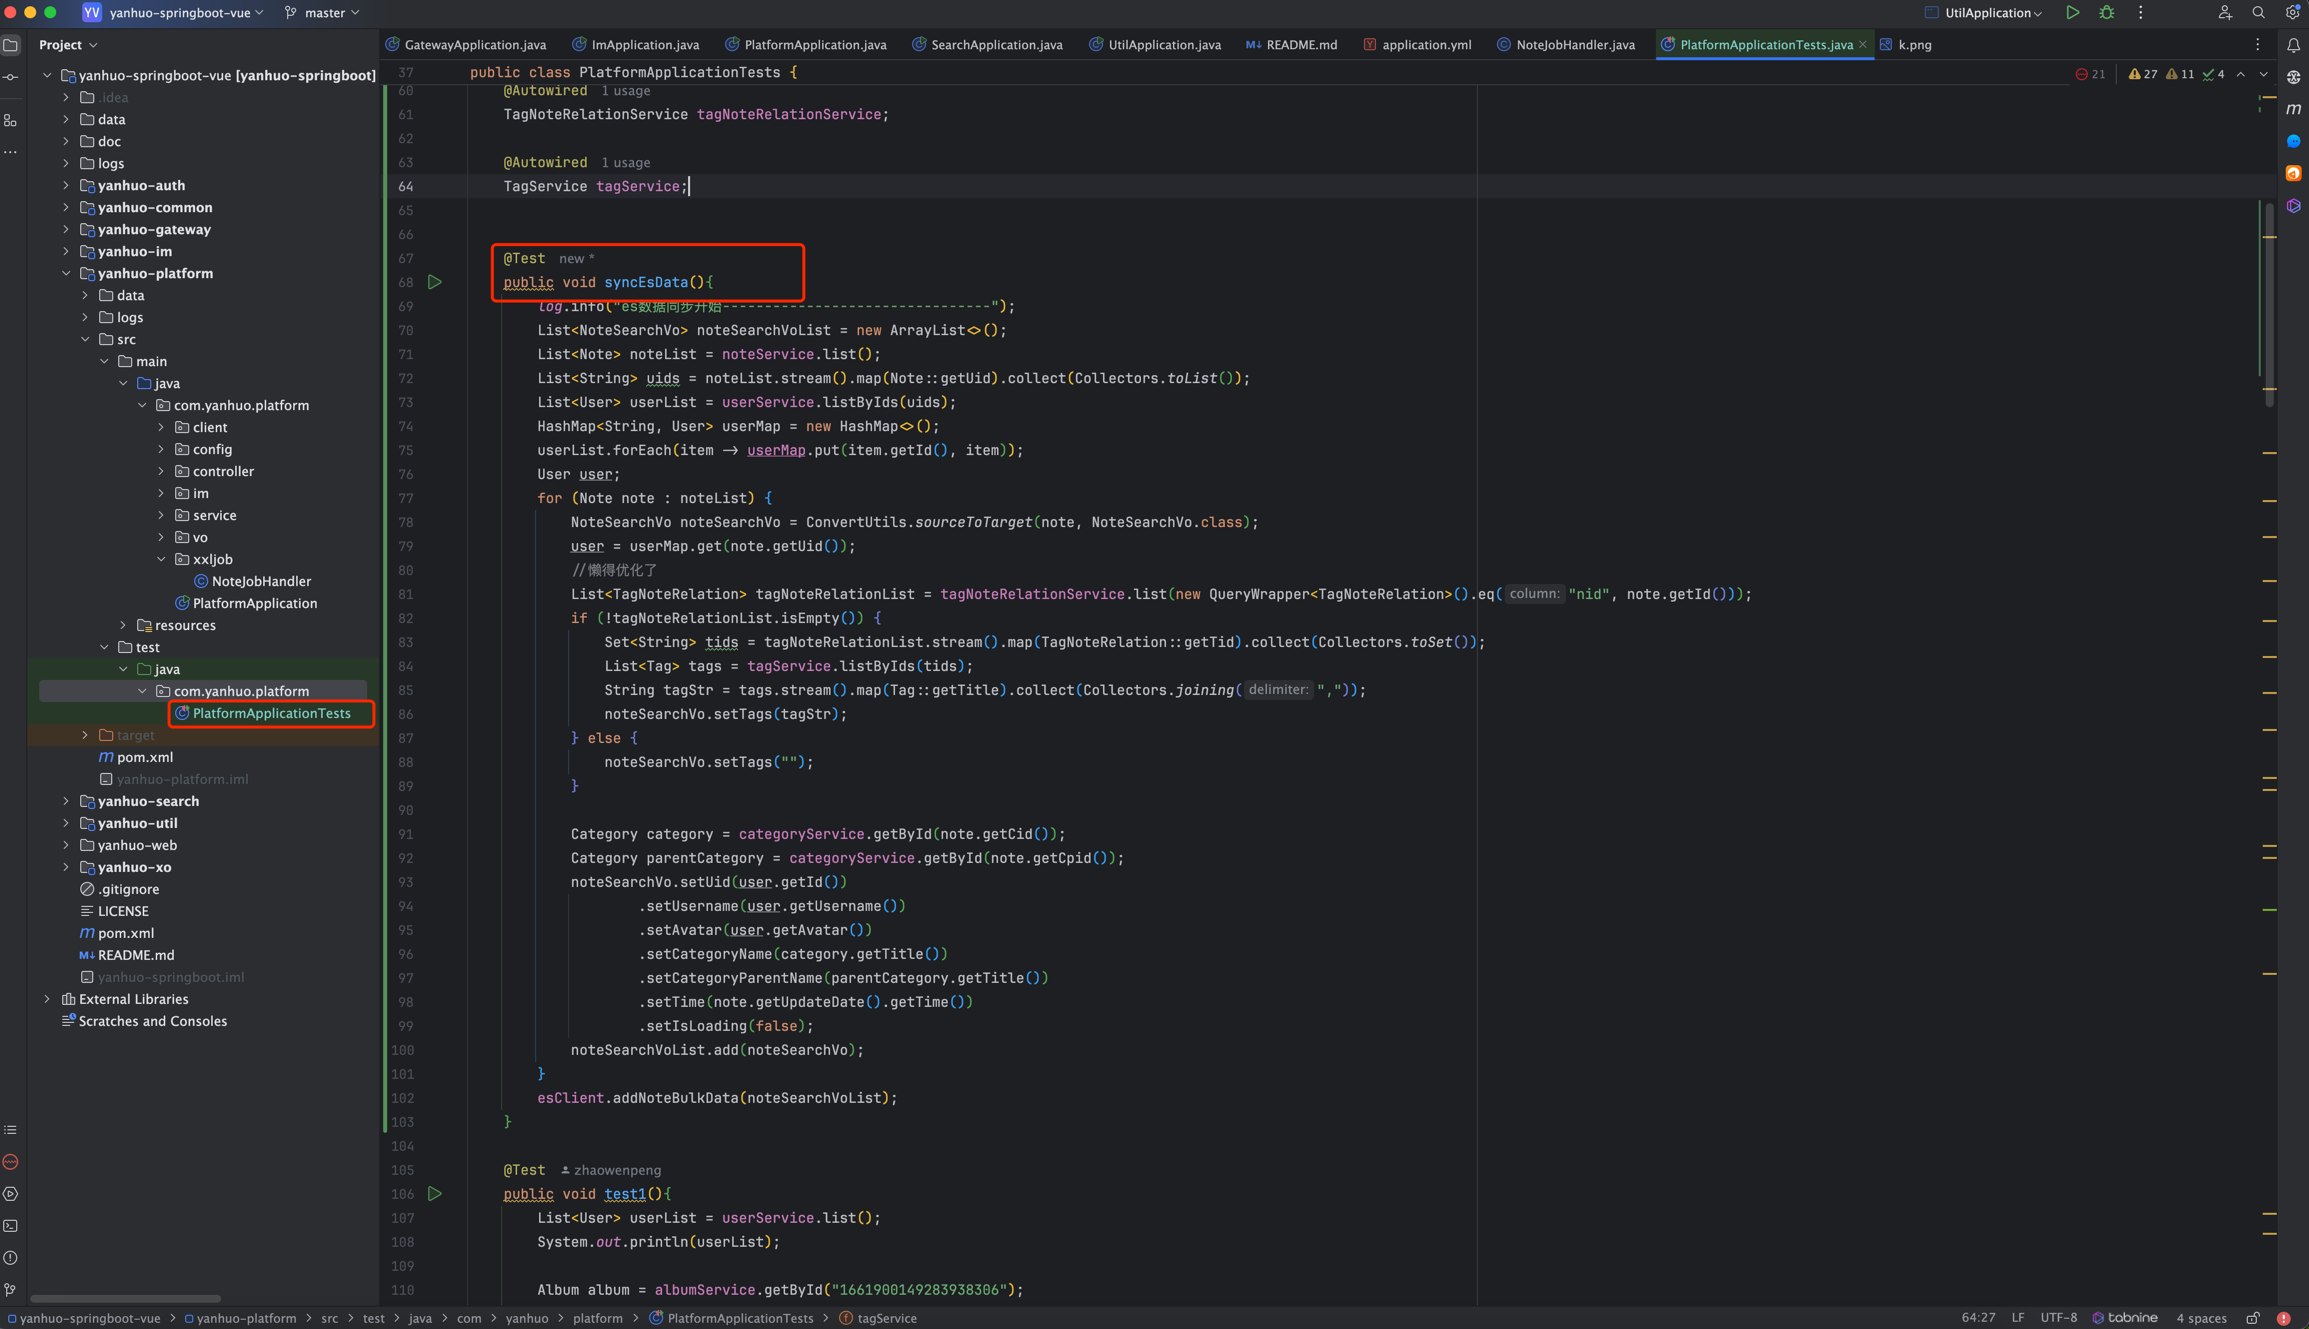 YV yanhuo-springboot-vue master UtilApplication
Project
GatewayApplication.java ImApplication.java PlatformApplication.java SearchApplication.java UtilApplication.java M↓ README.md application.yml NoteJobHandler.java PlatformApplicationTests.java k.png
yanhuo-springboot-vue [yanhuo-springboot]
.idea
data
doc
logs
yanhuo-auth
yanhuo-common
yanhuo-gateway
yanhuo-im
yanhuo-platform
data
logs
src
main
java
com.yanhuo.platform
client
config
controller
im
service
vo
xxljob
NoteJobHandler
PlatformApplication
resources
test
java
com.yanhuo.platform
PlatformApplicationTests
target
pom.xml
yanhuo-platform.iml
yanhuo-search
yanhuo-util
yanhuo-web
yanhuo-xo
.gitignore
LICENSE
pom.xml
M↓ README.md
yanhuo-springboot.iml
External Libraries
Scratches and Consoles
37 public class PlatformApplicationTests {
21 27 11 4
60 @Autowired 1 usage
61 TagNoteRelationService tagNoteRelationService;
62
63 @Autowired 1 usage
64 TagService tagService;
65
66
67 @Test new *
68 public void syncEsData(){
69 log.info("es数据同步开始--------------------------------");
70 List<NoteSearchVo> noteSearchVoList = new ArrayList<>();
71 List<Note> noteList = noteService.list();
72 List<String> uids = noteList.stream().map(Note::getUid).collect(Collectors.toList());
73 List<User> userList = userService.listByIds(uids);
74 HashMap<String, User> userMap = new HashMap<>();
75 userList.forEach(item -> userMap.put(item.getId(), item));
76 User user;
77 for (Note note : noteList) {
78 NoteSearchVo noteSearchVo = ConvertUtils.sourceToTarget(note, NoteSearchVo.class);
79 user = userMap.get(note.getUid());
80 //懒得优化了
81 List<TagNoteRelation> tagNoteRelationList = tagNoteRelationService.list(new QueryWrapper<TagNoteRelation>().eq( column: "nid", note.getId()));
82 if (!tagNoteRelationList.isEmpty()) {
83 Set<String> tids = tagNoteRelationList.stream().map(TagNoteRelation::getTid).collect(Collectors.toSet());
84 List<Tag> tags = tagService.listByIds(tids);
85 String tagStr = tags.stream().map(Tag::getTitle).collect(Collectors.joining( delimiter: ","));
86 noteSearchVo.setTags(tagStr);
87 } else {
88 noteSearchVo.setTags("");
89 }
90
91 Category category = categoryService.getById(note.getCid());
92 Category parentCategory = categoryService.getById(note.getCpid());
93 noteSearchVo.setUid(user.getId())
94 .setUsername(user.getUsername())
95 .setAvatar(user.getAvatar())
96 .setCategoryName(category.getTitle())
97 .setCategoryParentName(parentCategory.getTitle())
98 .setTime(note.getUpdateDate().getTime())
99 .setIsLoading(false);
100 noteSearchVoList.add(noteSearchVo);
101 }
102 esClient.addNoteBulkData(noteSearchVoList);
103 }
104
105 @Test zhaowenpeng
106 public void test1(){
107 List<User> userList = userService.list();
108 System.out.println(userList);
109
110 Album album = albumService.getById("1661900149283938306");
yanhuo-springboot-vue > yanhuo-platform > src > test > java > com > yanhuo > platform > PlatformApplicationTests > tagService 64:27 LF UTF-8 tabnine 4 spaces